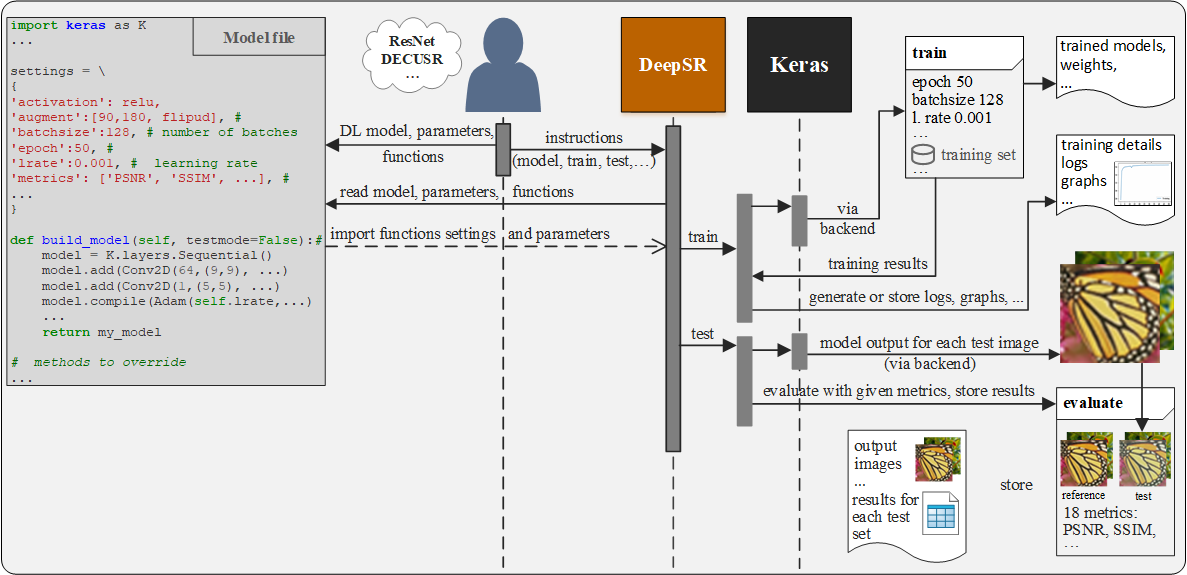 import keras as K
...
Model file
settings = \
{
'activation': relu,
'augment':[90,180, flipud], #
'batchsize':128, # number of batches
'epoch':50, #
'lrate':0.001, #  learning rate
'metrics': ['PSNR', 'SSIM', ...], #
...
}
def build_model(self, testmode=False):#
model = K.layers.Sequential()
model.add(Conv2D(64,(9,9), ...)
model.add(Conv2D(1,(5,5), ...)
model.compile(Adam(self.lrate,...)
...
return my_model
#  methods to override
...
ResNet
DECUSR
...
DeepSR
Keras
DL model, parameters,
functions
instructions
(model, train, test,...)
read model, parameters, functions
import functions settings and parameters
train
via
backend
training results
generate or store logs, graphs, ...
test
model output for each test image
(via backend)
evaluate with given metrics, store results
train
epoch 50
batchsize 128
l. rate 0.001
...
training set
...
trained models,
weights,
...
training details
logs
graphs
...
evaluate
reference
test
18 metrics:
PSNR, SSIM,
...
store
output
images
...
results for
each test
set